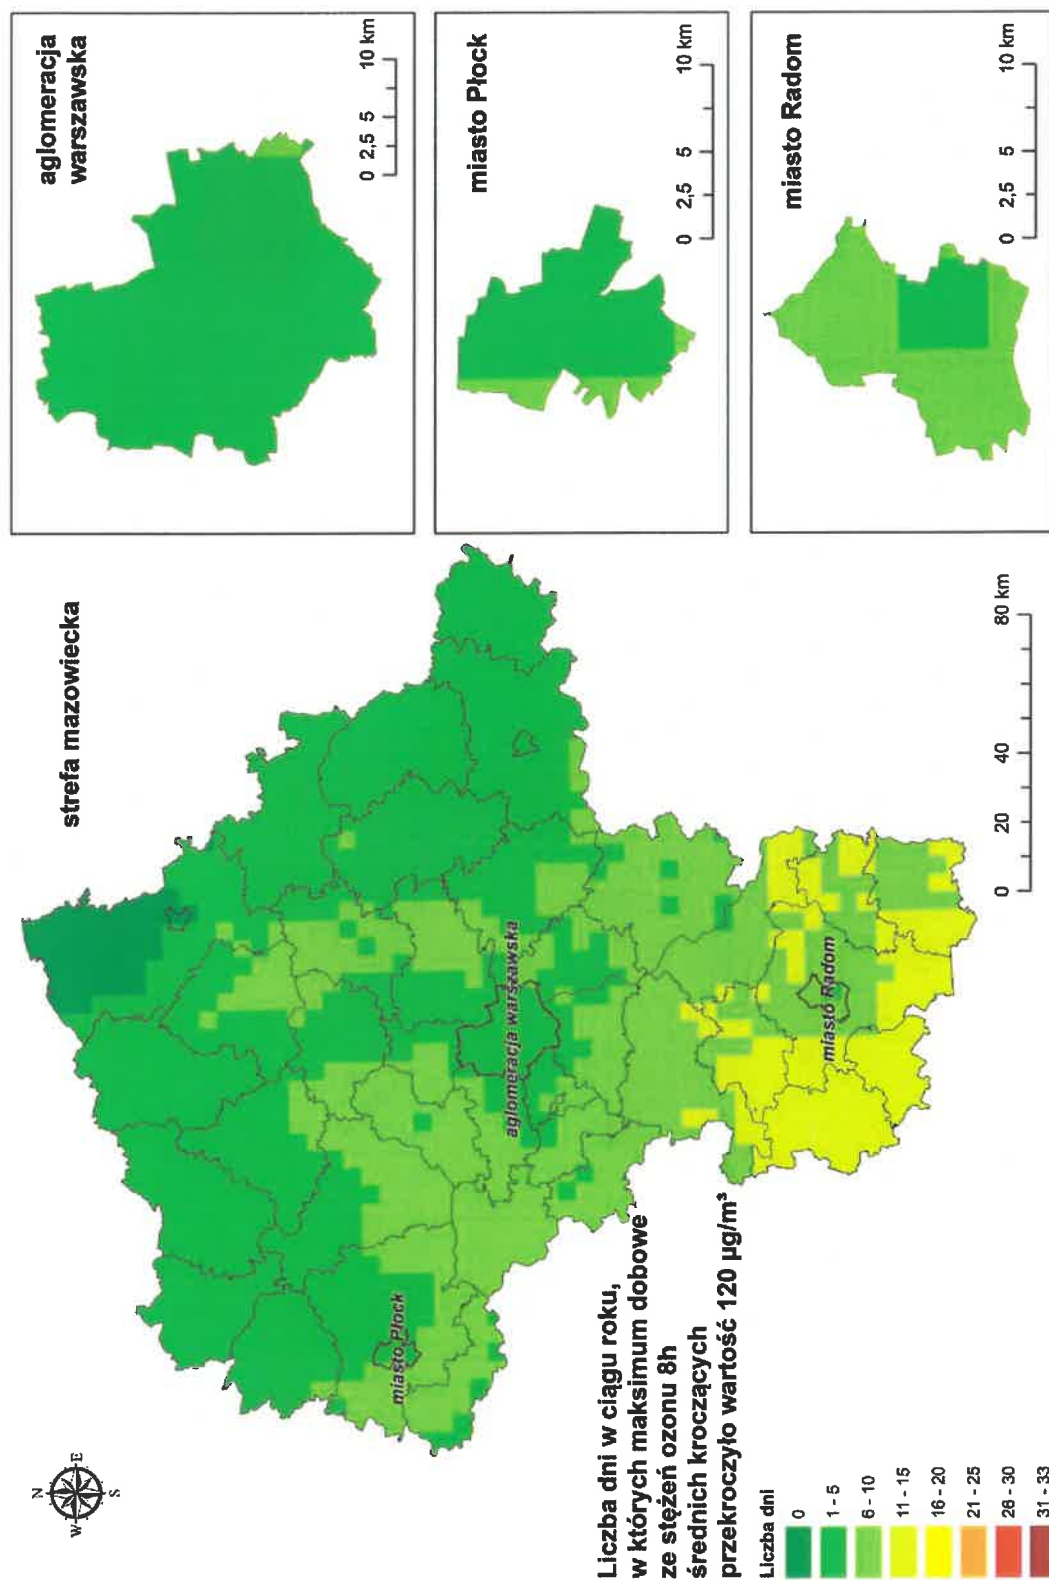 strefa mazowiecka
aglomeracja
warszawska
0 2,5 5 10 km
miasto Płock
0 2,5 5 10 km
miasto Radom
0 2,5 5 10 km
N
W E
S
miasto Płock
aglomeracja warszawska
miasto Radom
Liczba dni w ciągu roku,
w których maksimum dobowe
ze stężeń ozonu 8h
średnich kroczących
przekroczyło wartość 120 µg/m³
Liczba dni
0
1 - 5
6 - 10
11 - 15
16 - 20
21 - 25
26 - 30
31 - 33
0 20 40 80 km